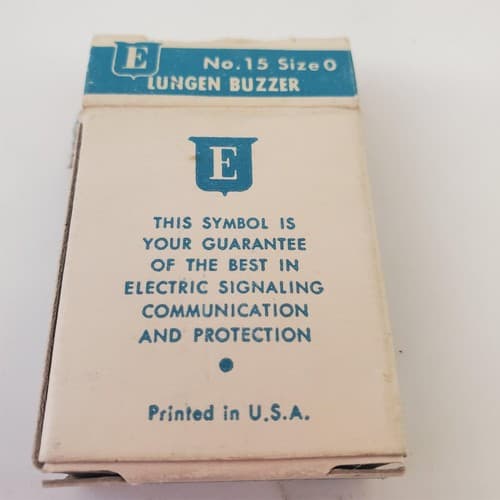 E No. 15 Size 0
LUNGEN BUZZER
E
THIS SYMBOL IS
YOUR GUARANTEE
OF THE BEST IN
ELECTRIC SIGNALING
COMMUNICATION
AND PROTECTION
Printed in U.S.A.